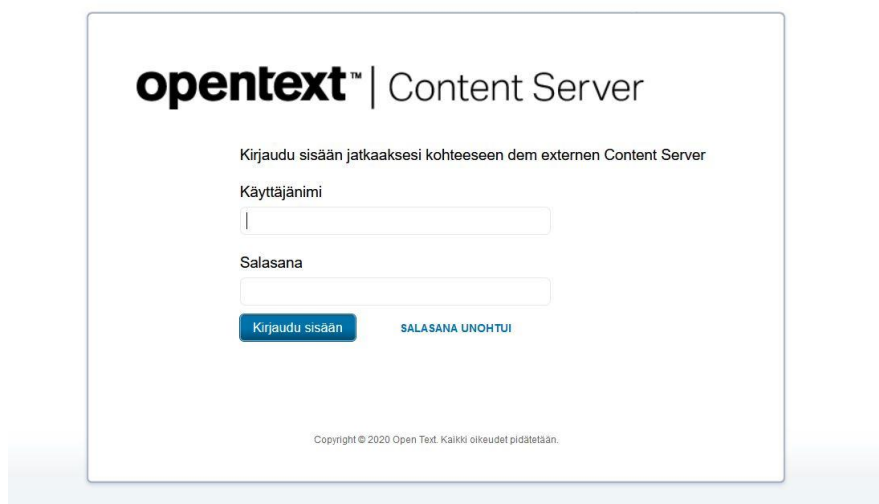 opentext™ | Content Server
Kirjaudu sisään jatkaaksesi kohteeseen dem externen Content Server
Käyttäjänimi
Salasana
Kirjaudu sisään
SALASANA UNOHTUI
Copyright © 2020 Open Text. Kaikki oikeudet pidätetään.